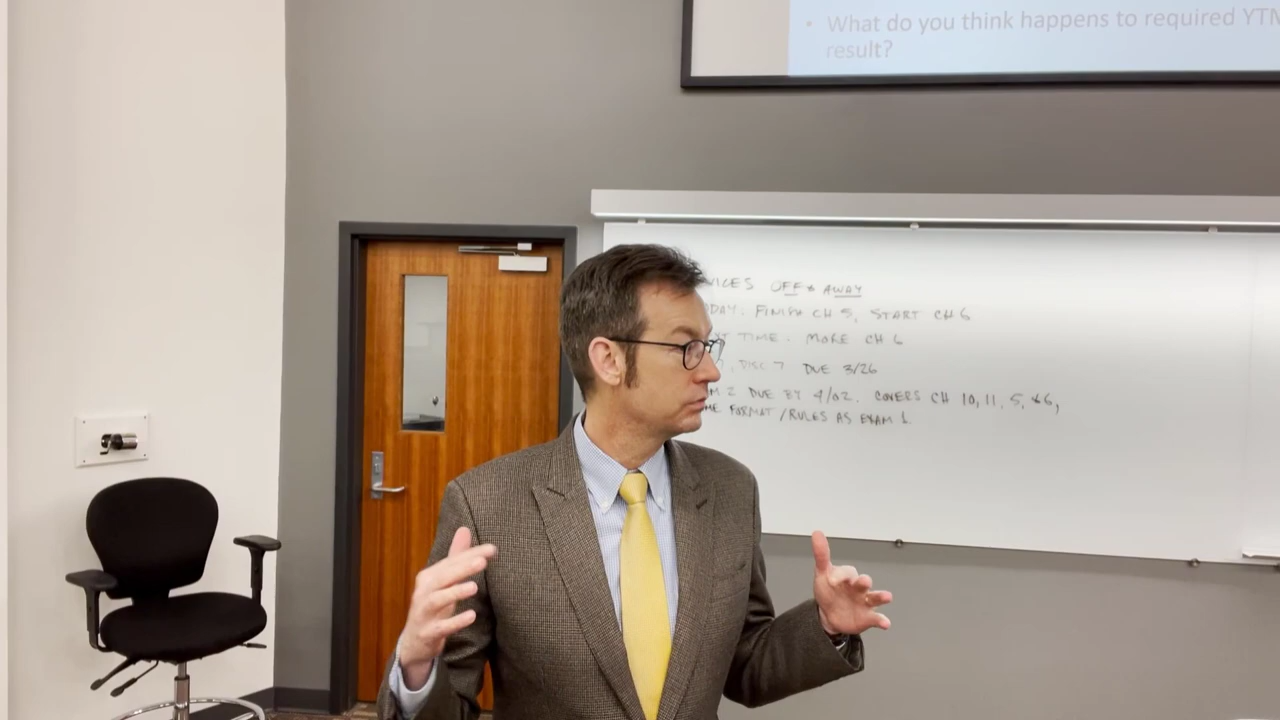 • What do you think happens to required YTM
result?
VICES OFF & AWAY
DAY. FINISH CH 5, START CH 6
TIME. MORE CH 6
, DISC 7 DUE 3/26
M 2 DUE BY 4/02. COVERS CH 10, 11, 5, & 6,
ME FORMAT/RULES AS EXAM 1.